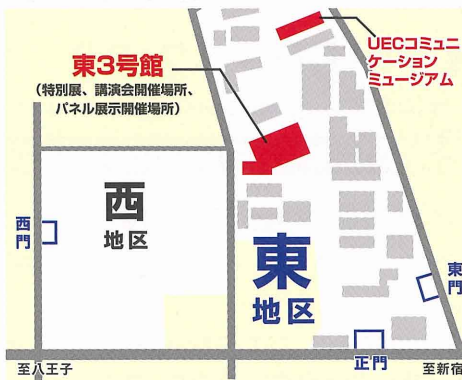 UECコミュニ
ケーション
ミュージアム
東3号館
(特別展、講演会開催場所、
パネル展示開催場所)
西
地区
西門
東
地区
東門
正門
至八王子
至新宿